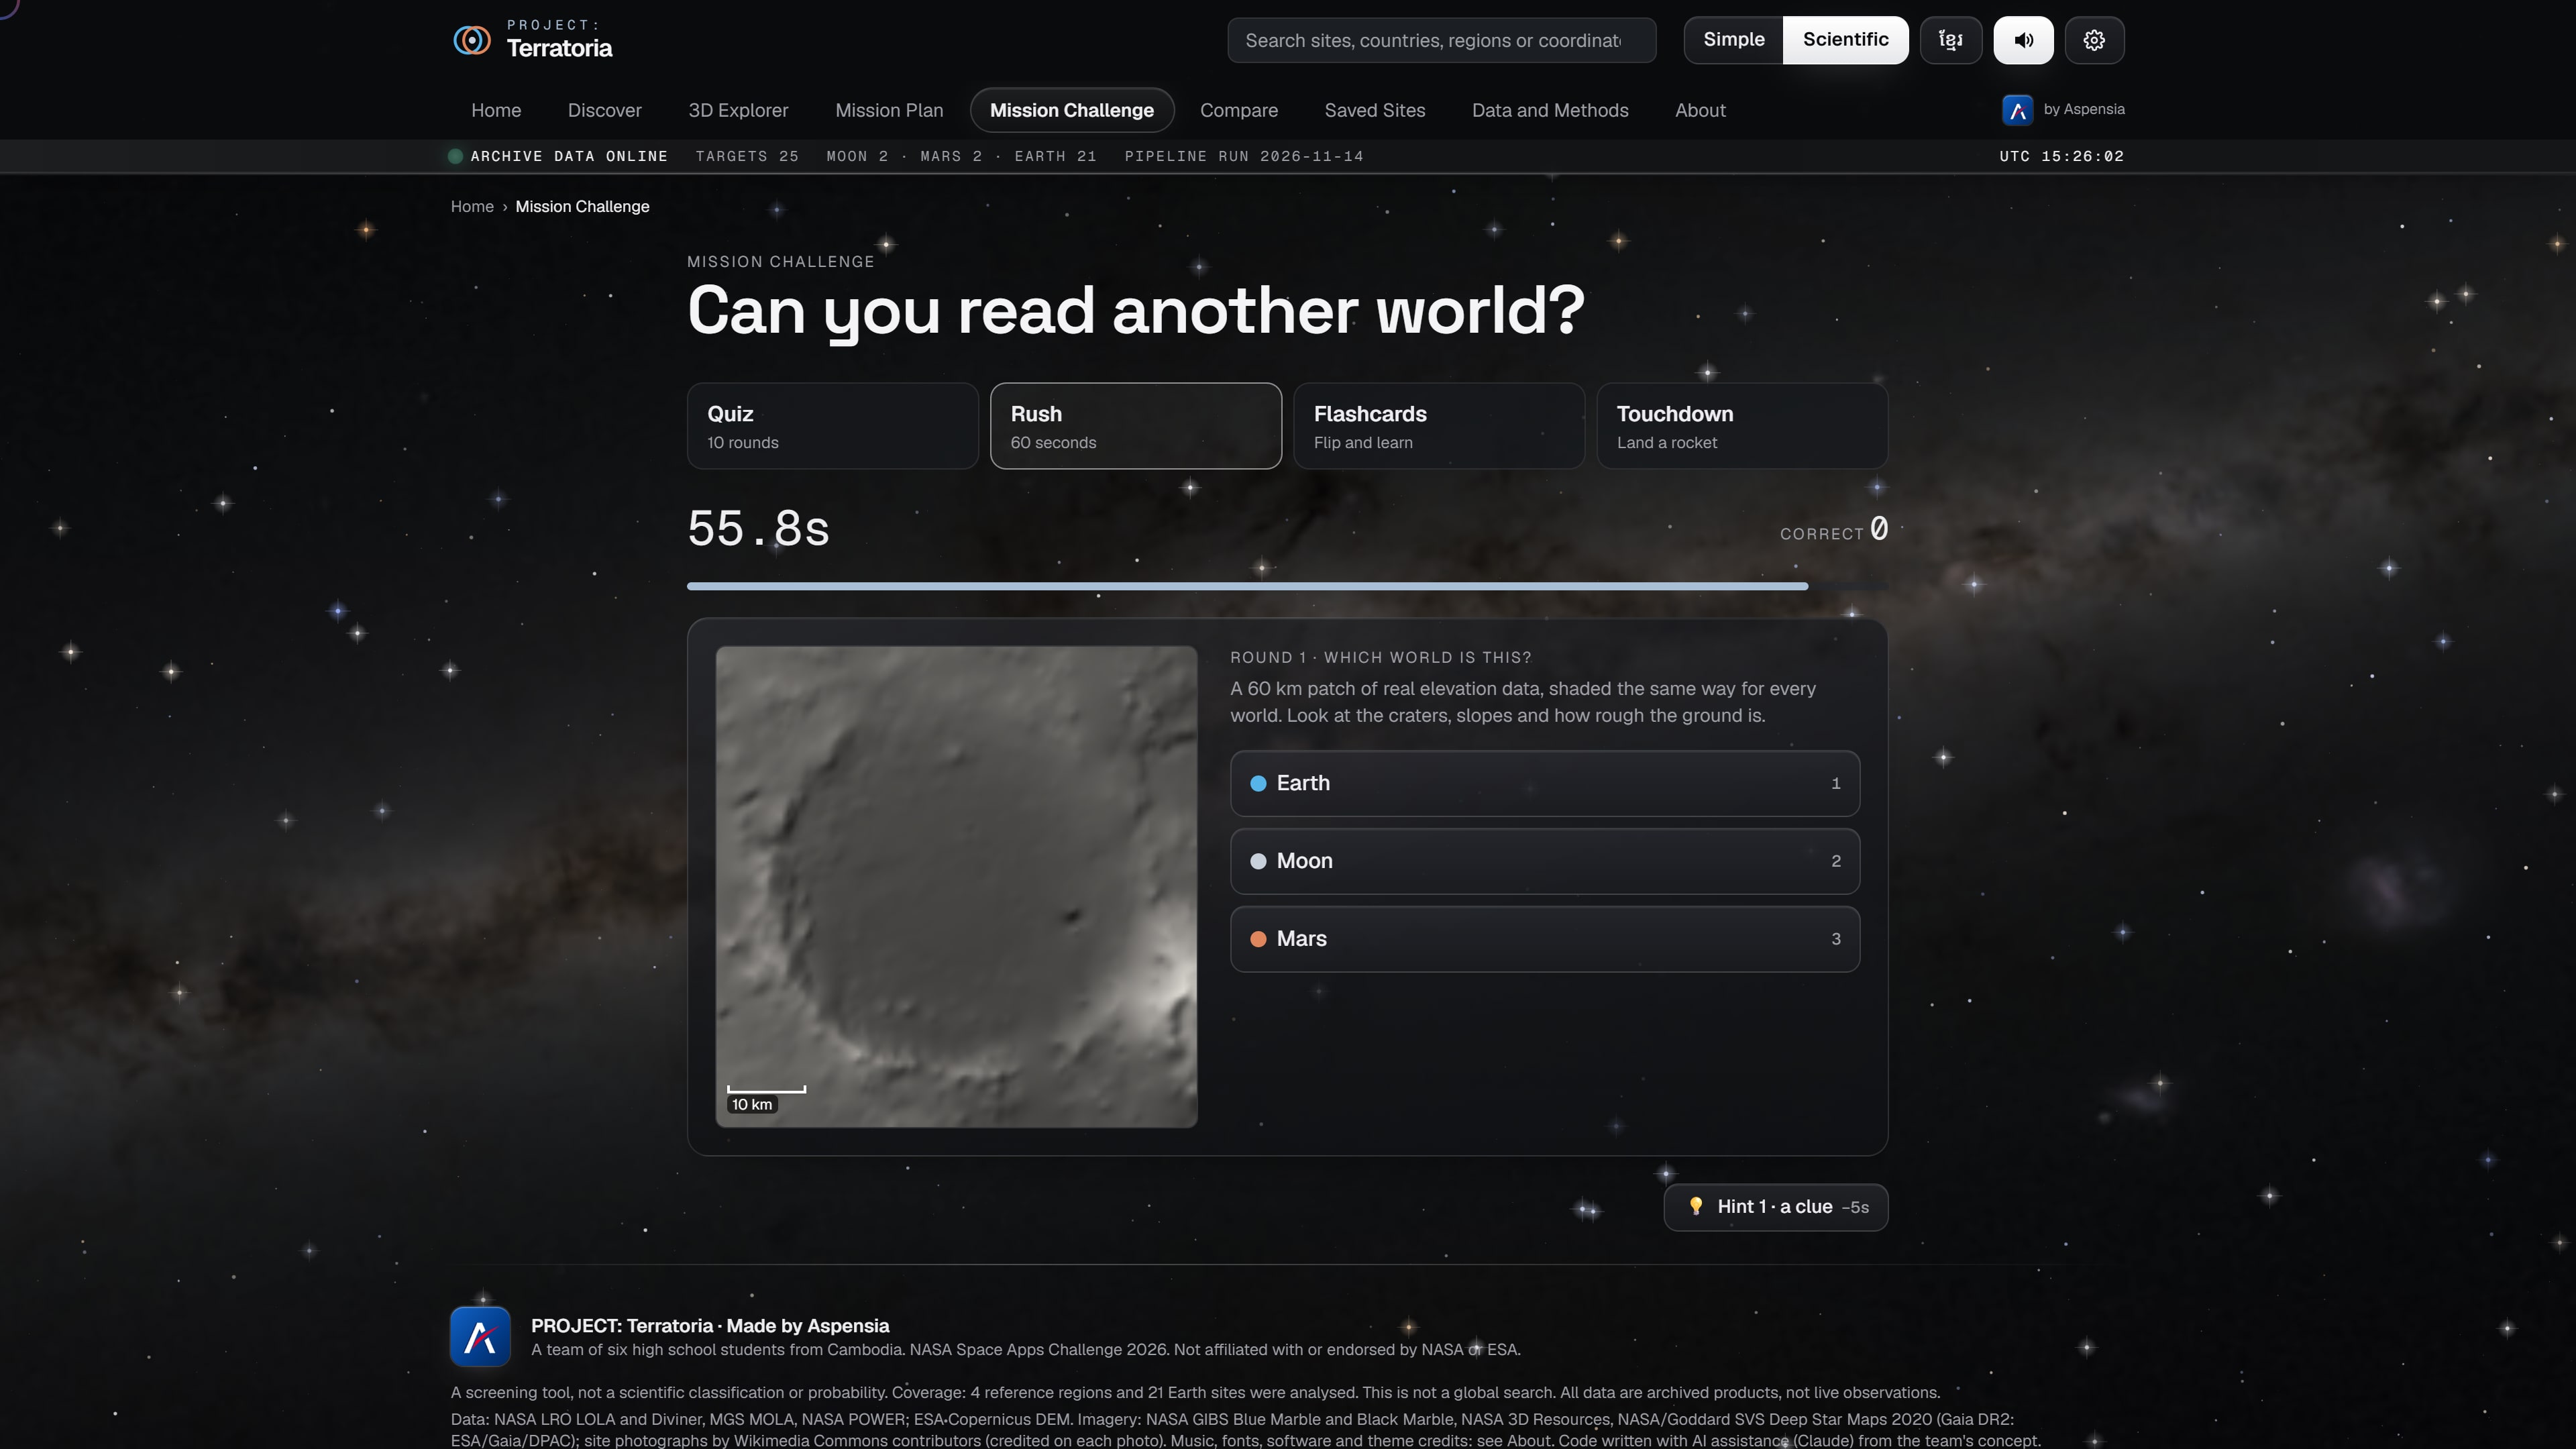 PROJECT:
Terratoria
Search sites, countries, regions or coordinat
Simple
Scientific
ខ្មែរ
Home
Discover
3D Explorer
Mission Plan
Mission Challenge
Compare
Saved Sites
Data and Methods
About
by Aspensia
ARCHIVE DATA ONLINE TARGETS 25 MOON 2 · MARS 2 · EARTH 21 PIPELINE RUN 2026-11-14
UTC 15:26:02
Home › Mission Challenge
MISSION CHALLENGE
Can you read another world?
Quiz
10 rounds
Rush
60 seconds
Flashcards
Flip and learn
Touchdown
Land a rocket
55.8s
CORRECT 0
ROUND 1 · WHICH WORLD IS THIS?
A 60 km patch of real elevation data, shaded the same way for every
world. Look at the craters, slopes and how rough the ground is.
Earth 1
Moon 2
Mars 3
10 km
Hint 1 · a clue −5s
PROJECT: Terratoria · Made by Aspensia
A team of six high school students from Cambodia. NASA Space Apps Challenge 2026. Not affiliated with or endorsed by NASA or ESA.
A screening tool, not a scientific classification or probability. Coverage: 4 reference regions and 21 Earth sites were analysed. This is not a global search. All data are archived products, not live observations.
Data: NASA LRO LOLA and Diviner, MGS MOLA, NASA POWER; ESA Copernicus DEM. Imagery: NASA GIBS Blue Marble and Black Marble, NASA 3D Resources, NASA/Goddard SVS Deep Star Maps 2020 (Gaia DR2:
ESA/Gaia/DPAC); site photographs by Wikimedia Commons contributors (credited on each photo). Music, fonts, software and theme credits: see About. Code written with AI assistance (Claude) from the team's concept.